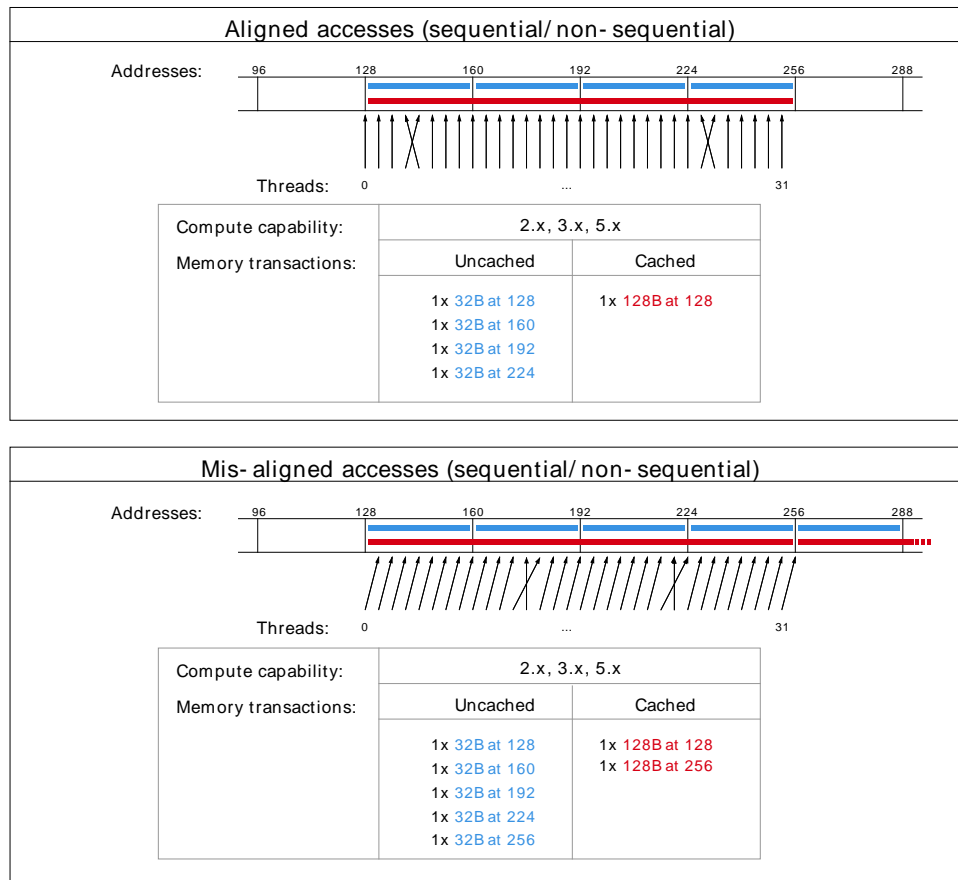 Aligned accesses (sequential/ non- sequential)
Addresses: 96 128 160 192 224 256 288
Threads: 0 ... 31
Compute capability: 2.x, 3.x, 5.x
Memory transactions: Uncached Cached
1x 32B at 128 1x 128B at 128
1x 32B at 160
1x 32B at 192
1x 32B at 224
Mis- aligned accesses (sequential/ non- sequential)
Addresses: 96 128 160 192 224 256 288
Threads: 0 ... 31
Compute capability: 2.x, 3.x, 5.x
Memory transactions: Uncached Cached
1x 32B at 128 1x 128B at 128
1x 32B at 160 1x 128B at 256
1x 32B at 192
1x 32B at 224
1x 32B at 256